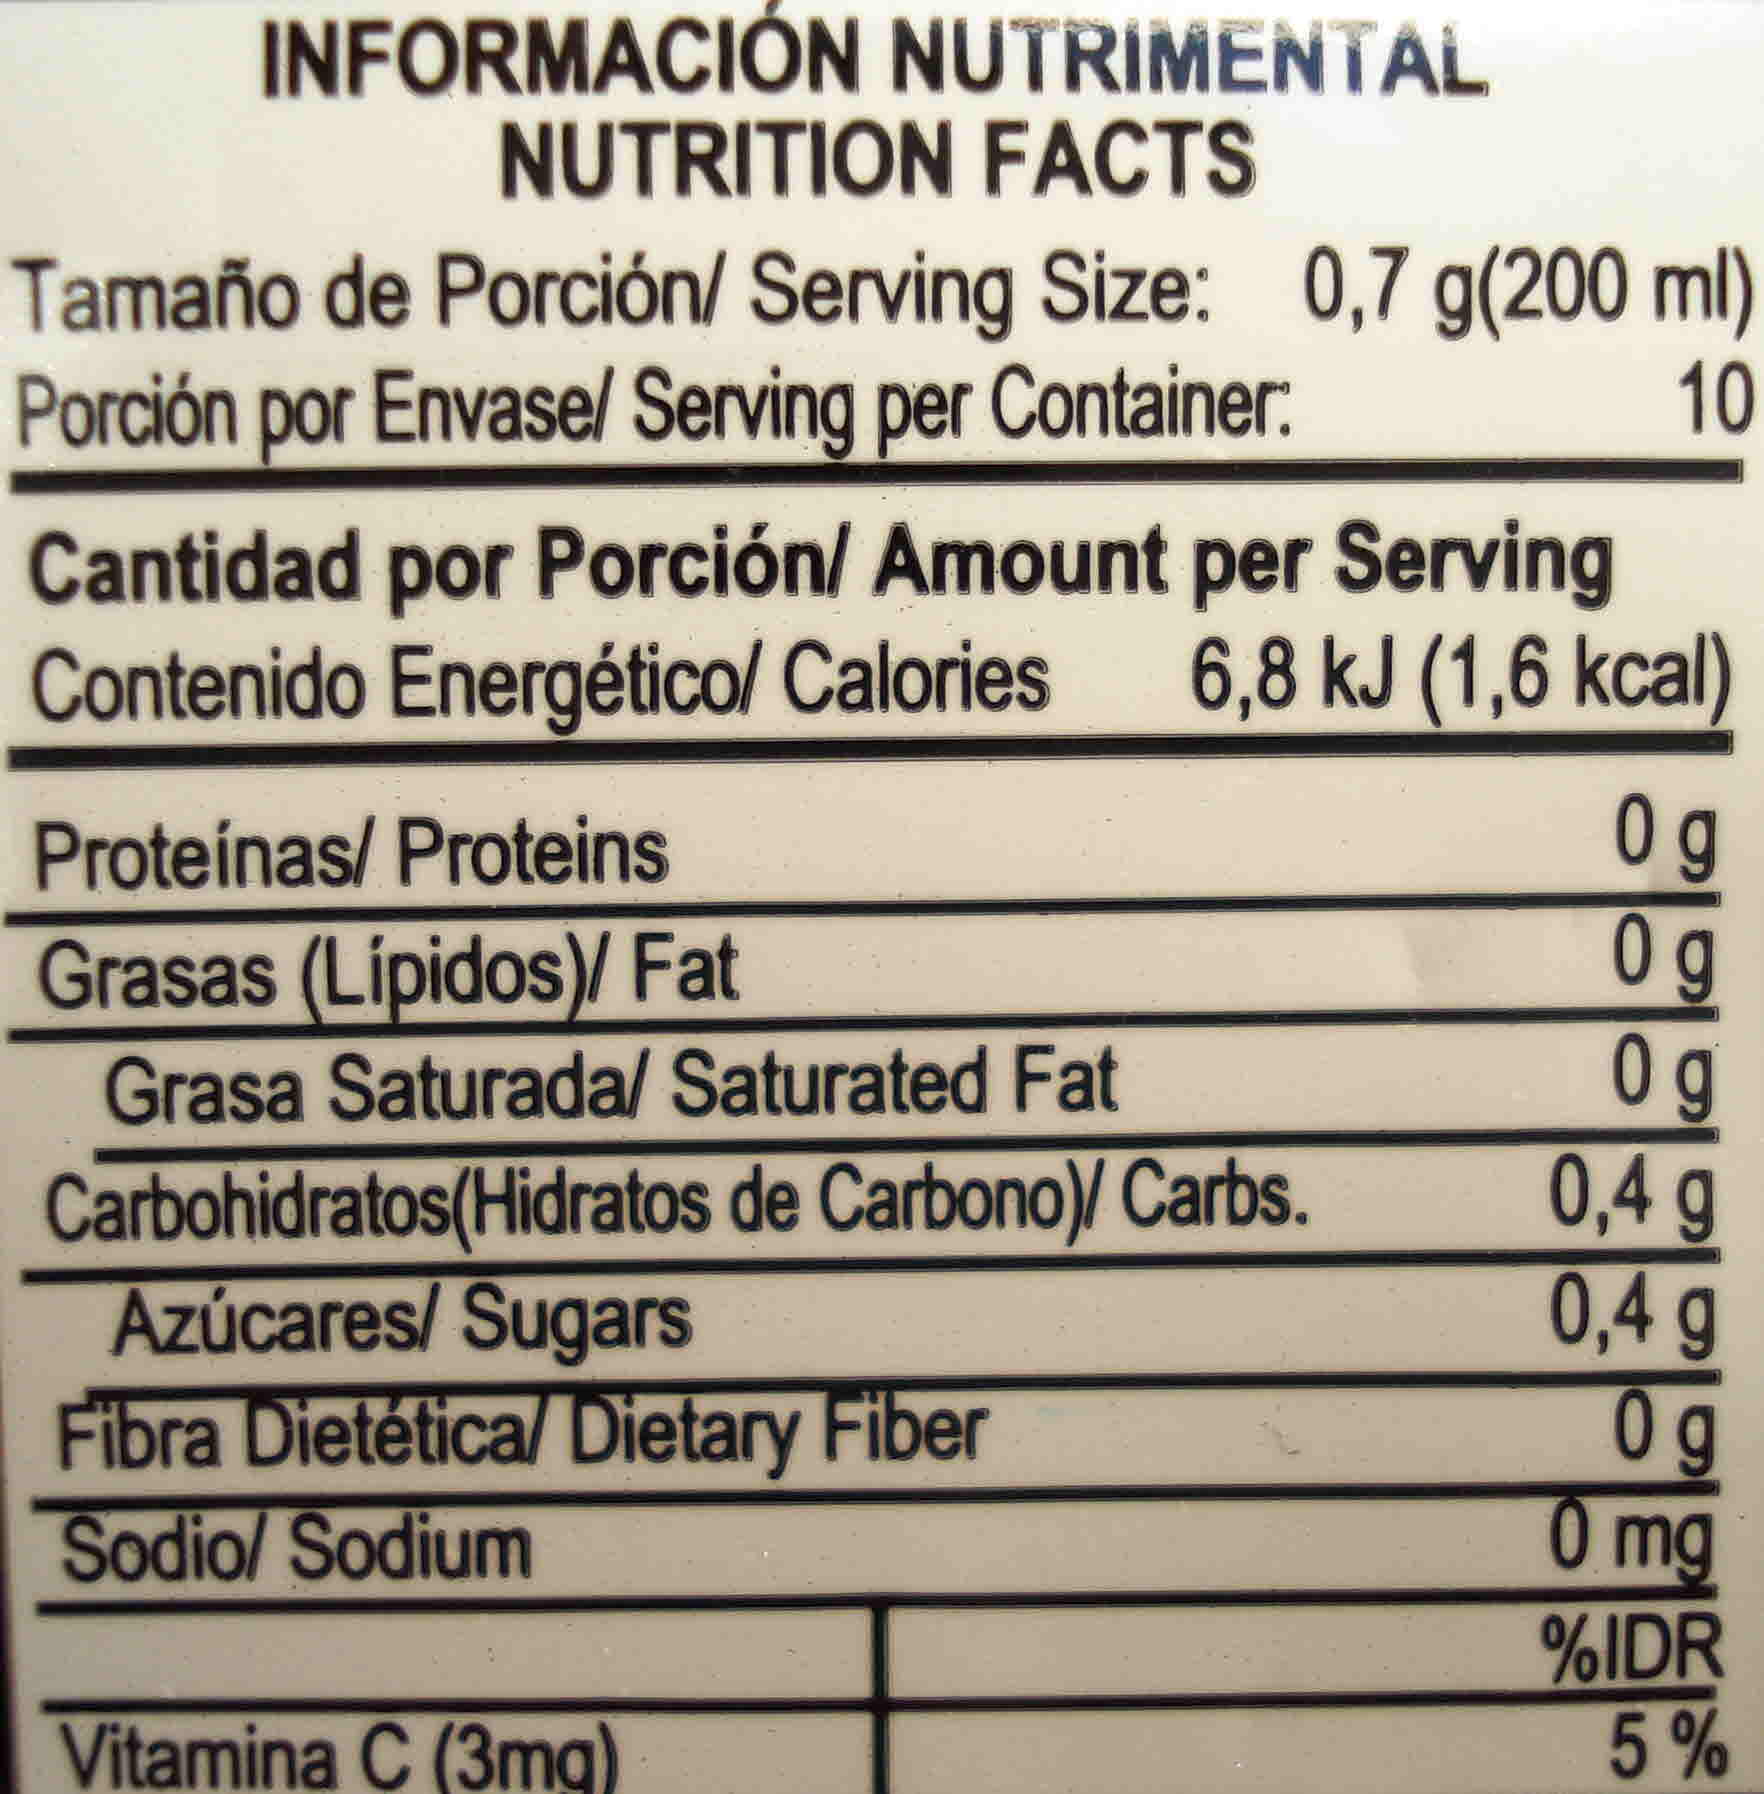 INFORMACIÓN NUTRIMENTAL
NUTRITION FACTS
Tamaño de Porción/ Serving Size: 0,7 g(200 ml)
Porción por Envase/ Serving per Container: 10
Cantidad por Porción/ Amount per Serving
Contenido Energético/ Calories 6,8 kJ (1,6 kcal)
Proteínas/ Proteins 0 g
Grasas (Lípidos)/ Fat 0 g
Grasa Saturada/ Saturated Fat 0 g
Carbohidratos(Hidratos de Carbono)/ Carbs. 0,4 g
Azúcares/ Sugars 0,4 g
Fibra Dietética/ Dietary Fiber 0 g
Sodio/ Sodium 0 mg
%IDR
Vitamina C (3mg) 5 %